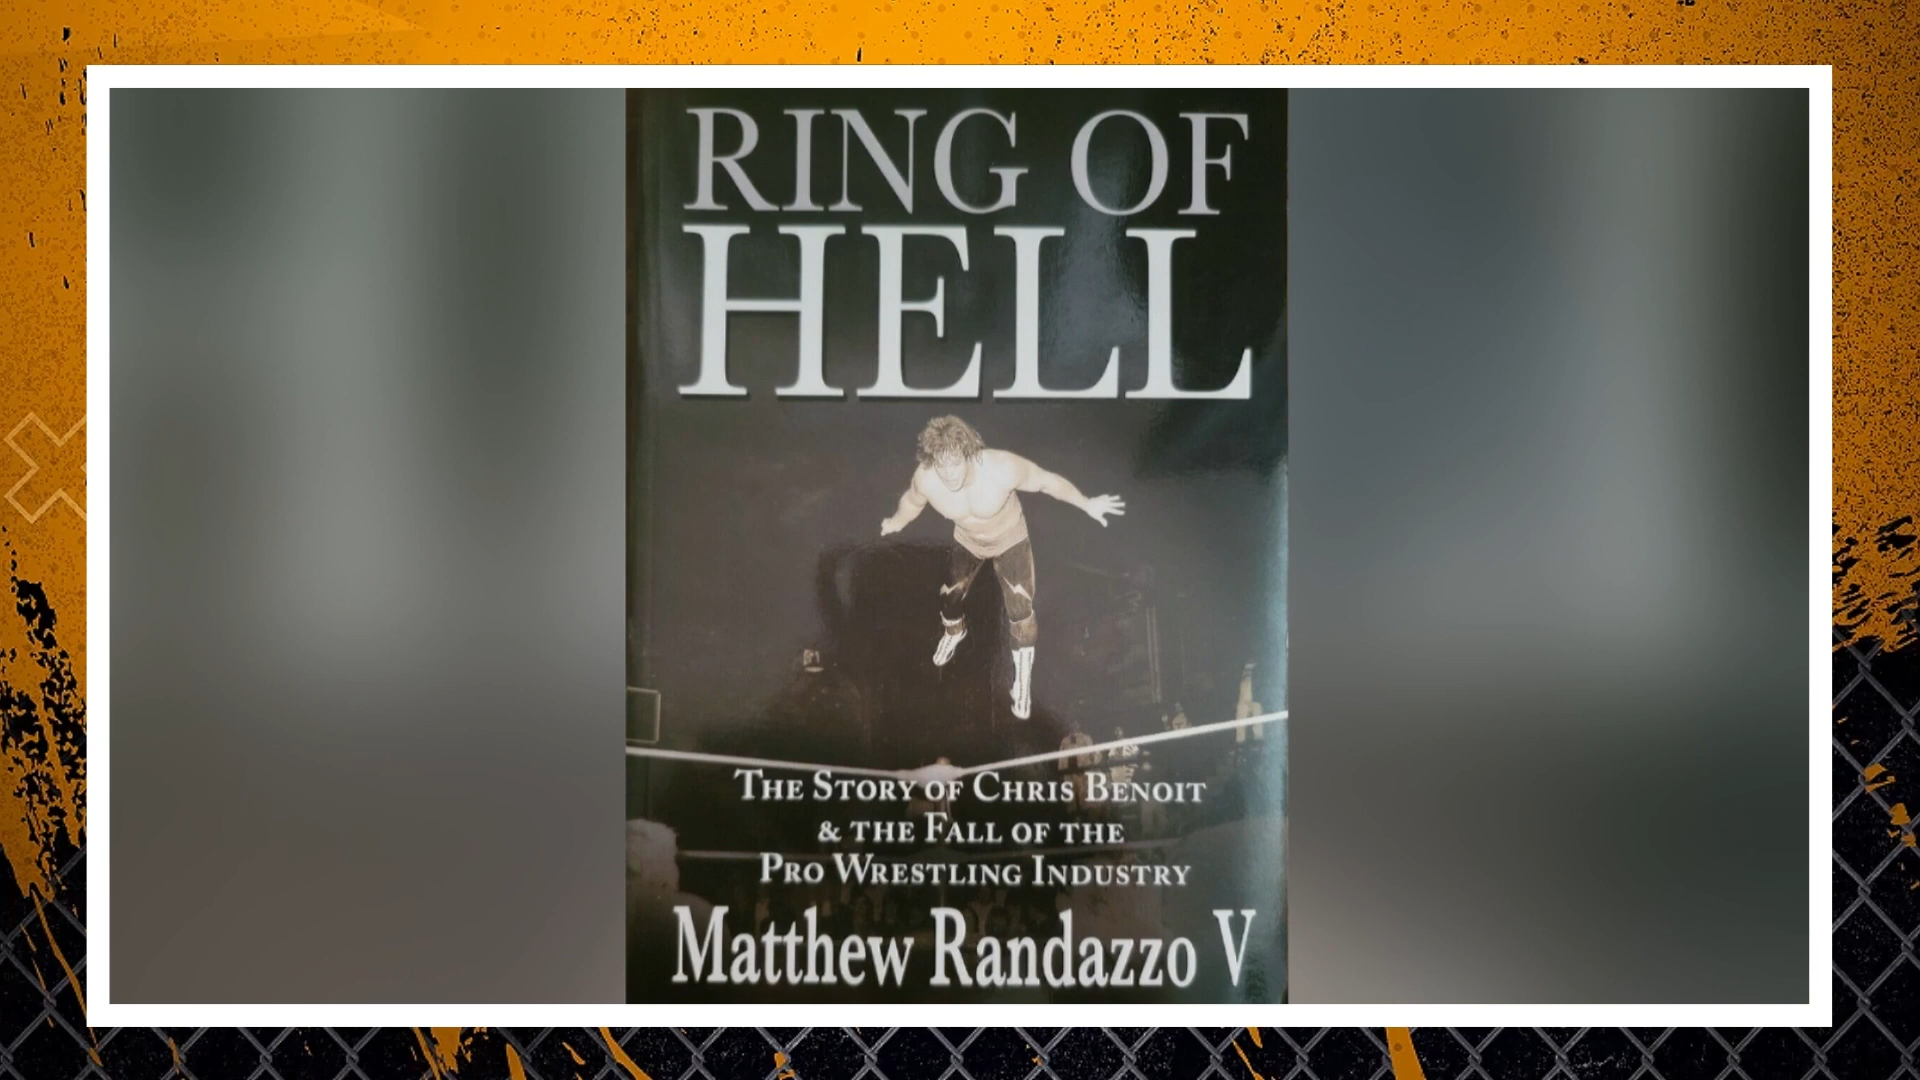 RING OF
HELL
THE STORY OF CHRIS BENOIT
& THE FALL OF THE
PRO WRESTLING INDUSTRY
Matthew Randazzo V